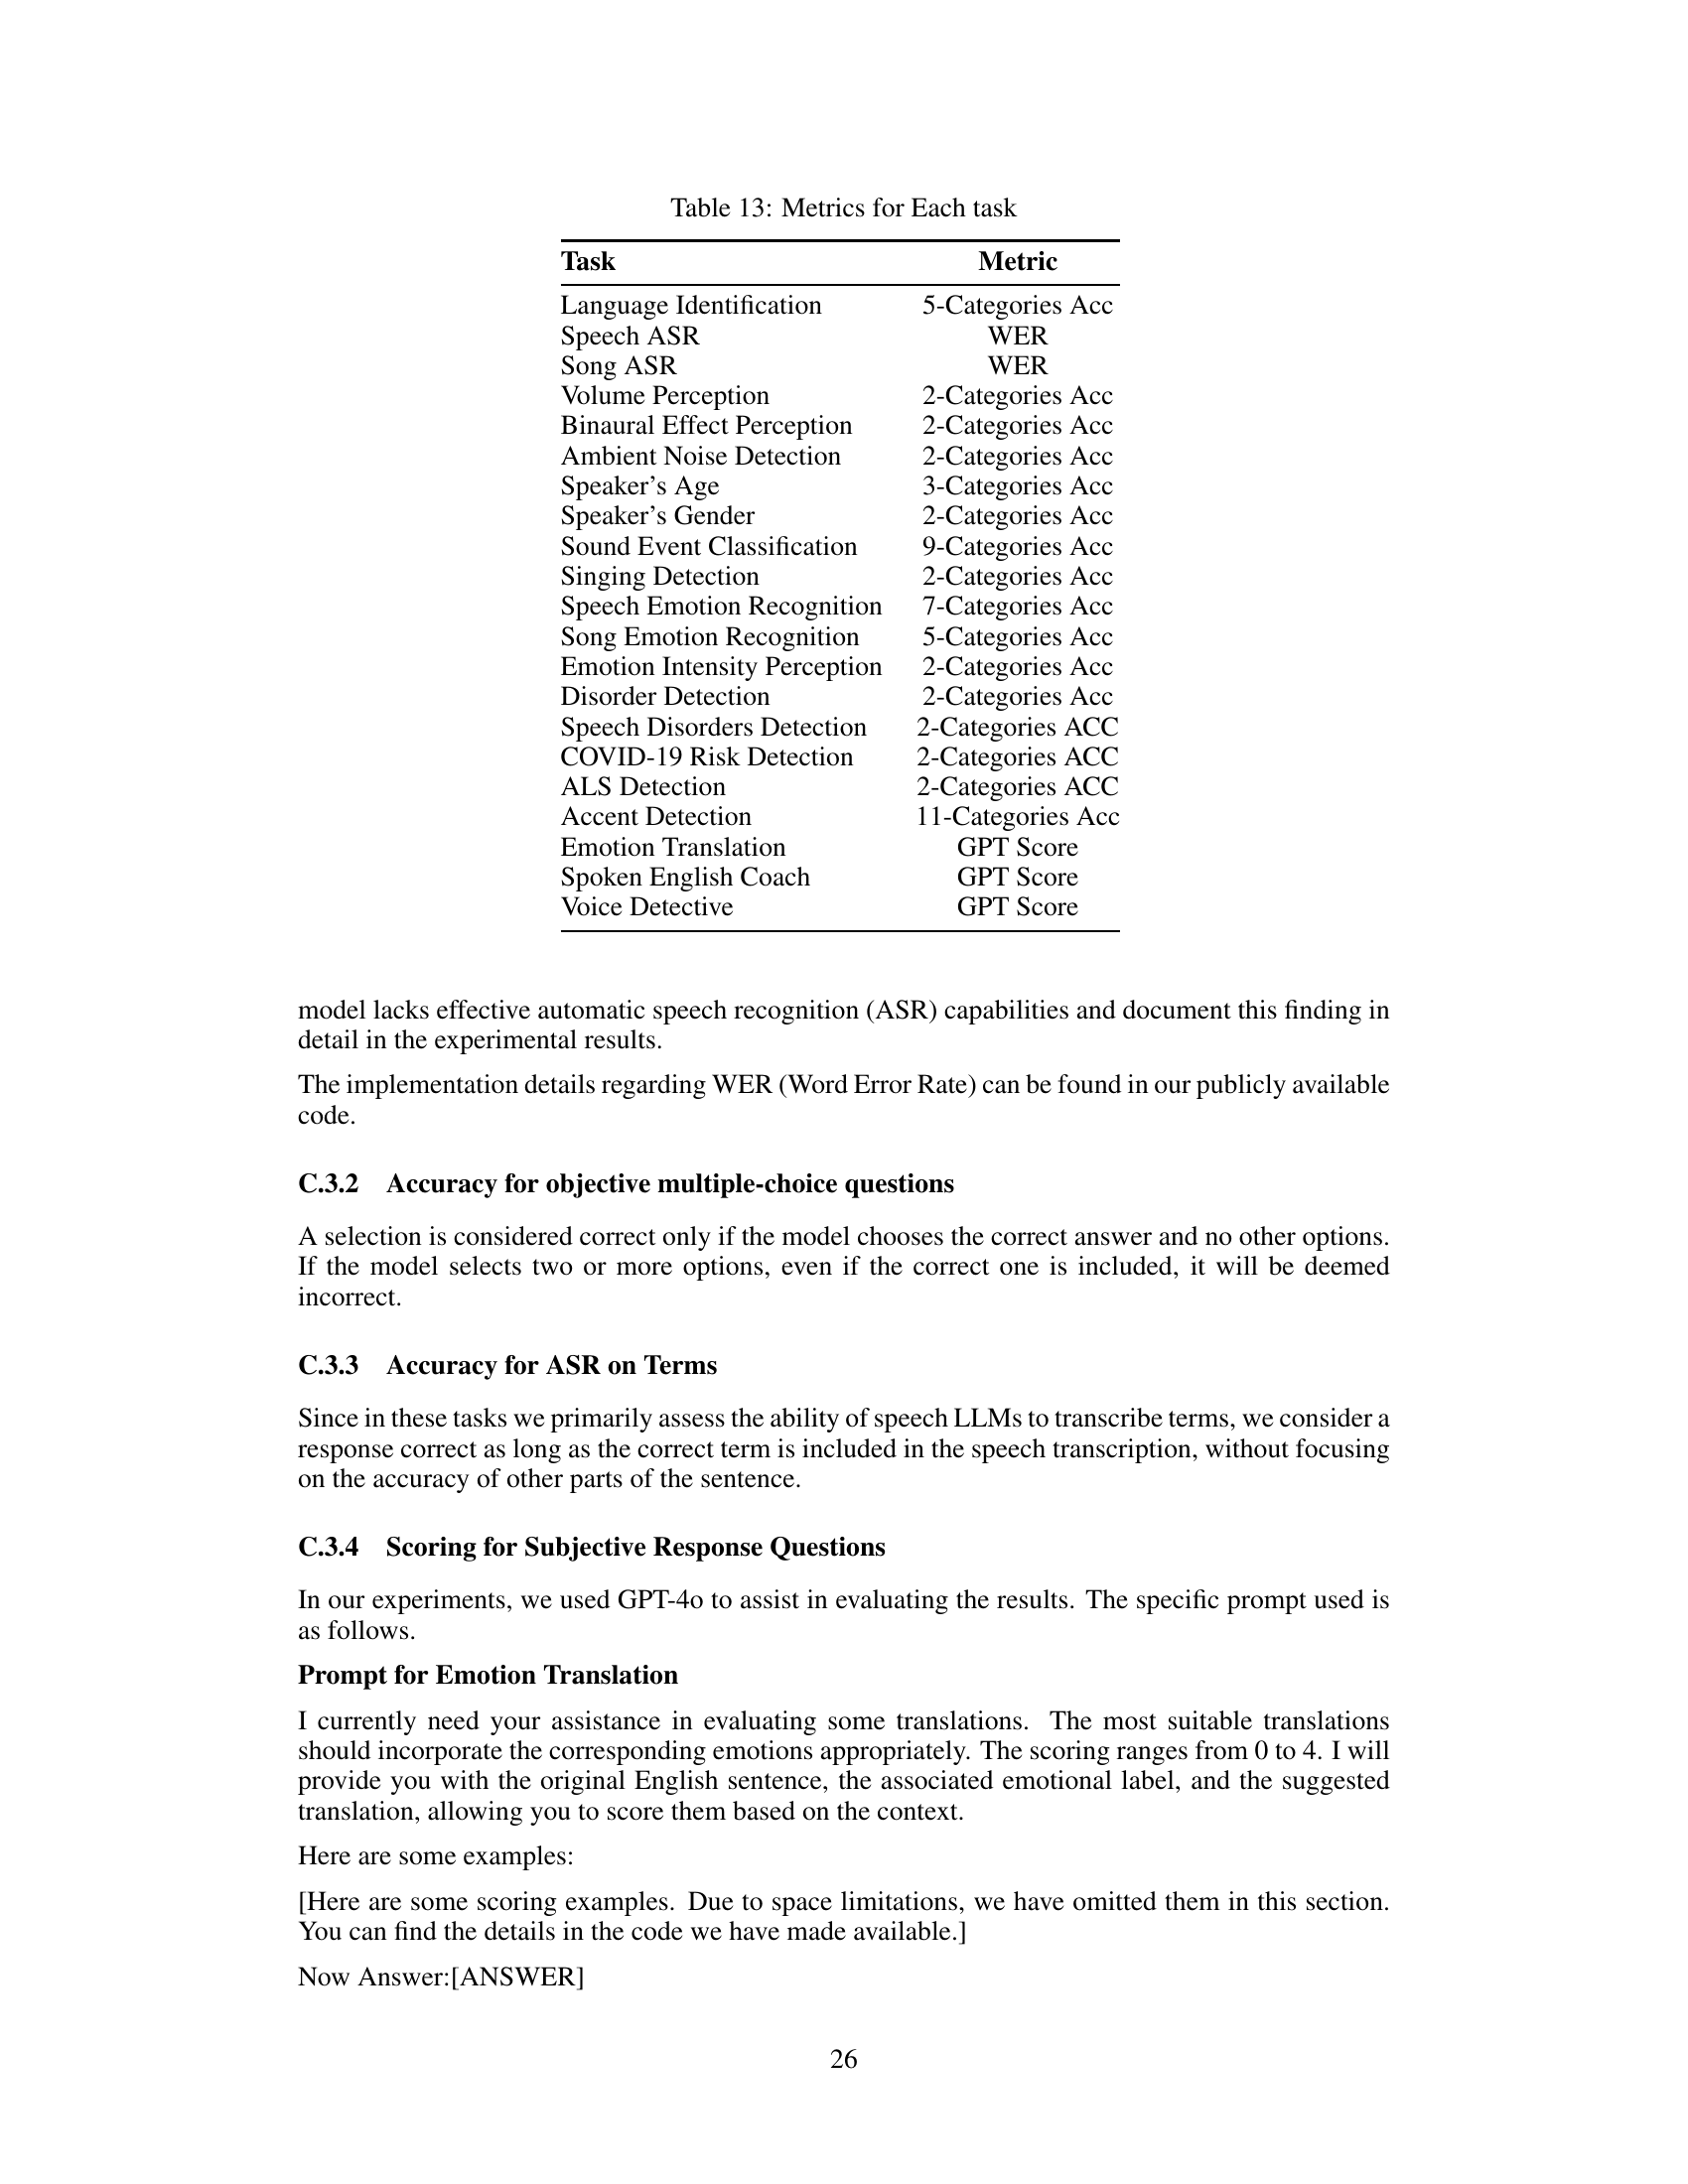 Table 13: Metrics for Each task
Task Metric
Language Identification 5-Categories Acc
Speech ASR WER
Song ASR WER
Volume Perception 2-Categories Acc
Binaural Effect Perception 2-Categories Acc
Ambient Noise Detection 2-Categories Acc
Speaker's Age 3-Categories Acc
Speaker's Gender 2-Categories Acc
Sound Event Classification 9-Categories Acc
Singing Detection 2-Categories Acc
Speech Emotion Recognition 7-Categories Acc
Song Emotion Recognition 5-Categories Acc
Emotion Intensity Perception 2-Categories Acc
Disorder Detection 2-Categories Acc
Speech Disorders Detection 2-Categories ACC
COVID-19 Risk Detection 2-Categories ACC
ALS Detection 2-Categories ACC
Accent Detection 11-Categories Acc
Emotion Translation GPT Score
Spoken English Coach GPT Score
Voice Detective GPT Score
model lacks effective automatic speech recognition (ASR) capabilities and document this finding in
detail in the experimental results.
The implementation details regarding WER (Word Error Rate) can be found in our publicly available
code.
C.3.2 Accuracy for objective multiple-choice questions
A selection is considered correct only if the model chooses the correct answer and no other options.
If the model selects two or more options, even if the correct one is included, it will be deemed
incorrect.
C.3.3 Accuracy for ASR on Terms
Since in these tasks we primarily assess the ability of speech LLMs to transcribe terms, we consider a
response correct as long as the correct term is included in the speech transcription, without focusing
on the accuracy of other parts of the sentence.
C.3.4 Scoring for Subjective Response Questions
In our experiments, we used GPT-4o to assist in evaluating the results. The specific prompt used is
as follows.
Prompt for Emotion Translation
I currently need your assistance in evaluating some translations. The most suitable translations
should incorporate the corresponding emotions appropriately. The scoring ranges from 0 to 4. I will
provide you with the original English sentence, the associated emotional label, and the suggested
translation, allowing you to score them based on the context.
Here are some examples:
[Here are some scoring examples. Due to space limitations, we have omitted them in this section.
You can find the details in the code we have made available.]
Now Answer:[ANSWER]
26